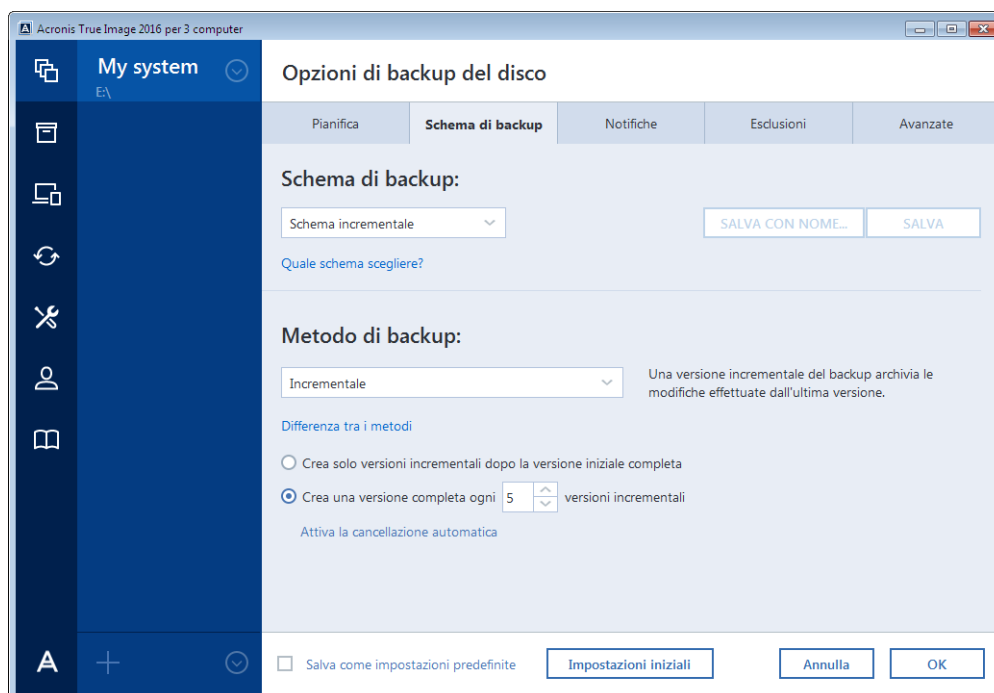 Acronis True Image 2016 per 3 computer
My system
E:\
Opzioni di backup del disco
Pianifica
Schema di backup
Notifiche
Esclusioni
Avanzate
Schema di backup:
Schema incrementale
SALVA CON NOME...
SALVA
Quale schema scegliere?
Metodo di backup:
Incrementale
Una versione incrementale del backup archivia le
modifiche effettuate dall'ultima versione.
Differenza tra i metodi
Crea solo versioni incrementali dopo la versione iniziale completa
Crea una versione completa ogni 5 versioni incrementali
Attiva la cancellazione automatica
Salva come impostazioni predefinite
Impostazioni iniziali
Annulla
OK